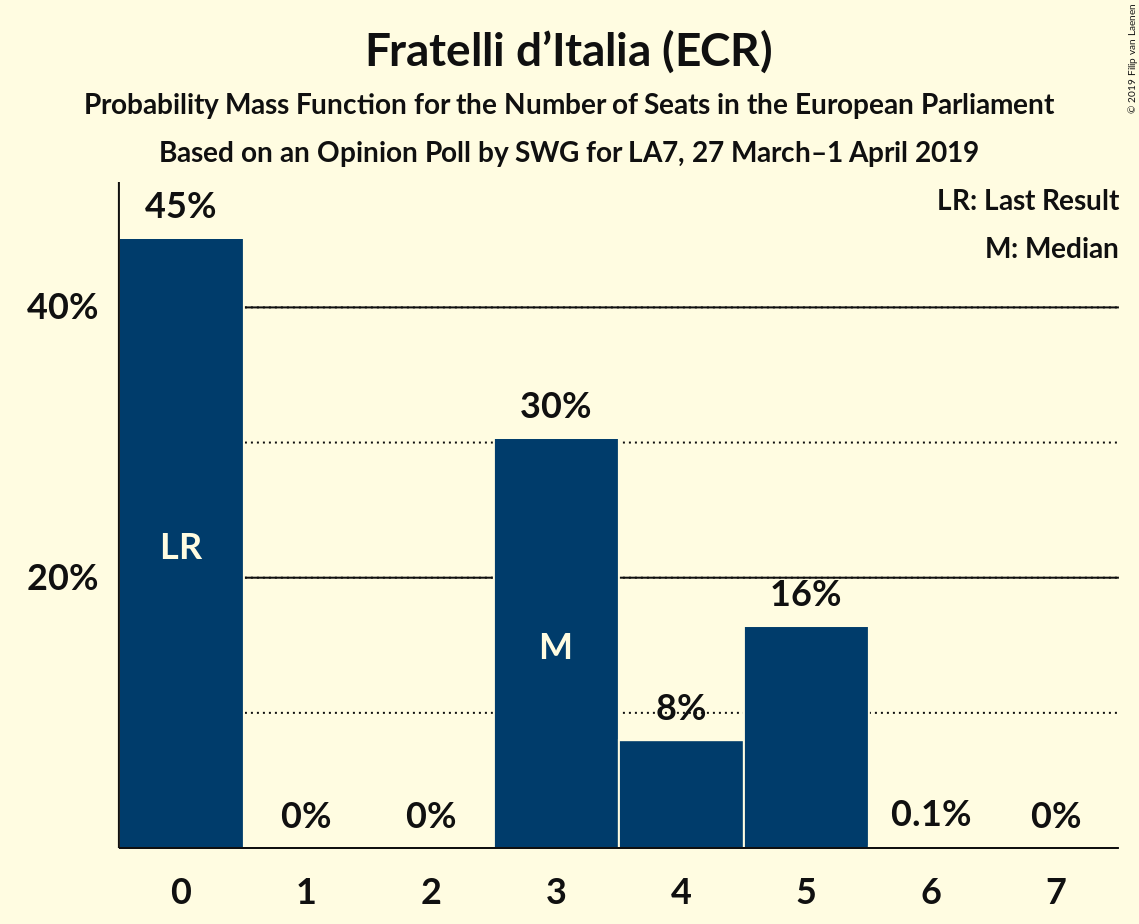 Fratelli d’Italia (ECR)
Probability Mass Function for the Number of Seats in the European Parliament
Based on an Opinion Poll by SWG for LA7, 27 March–1 April 2019
© 2019 Filip van Laenen
LR: Last Result
M: Median
45%
40%
30%
LR
20%
16%
M
8%
0%
0%
0.1%
0%
0 1 2 3 4 5 6 7